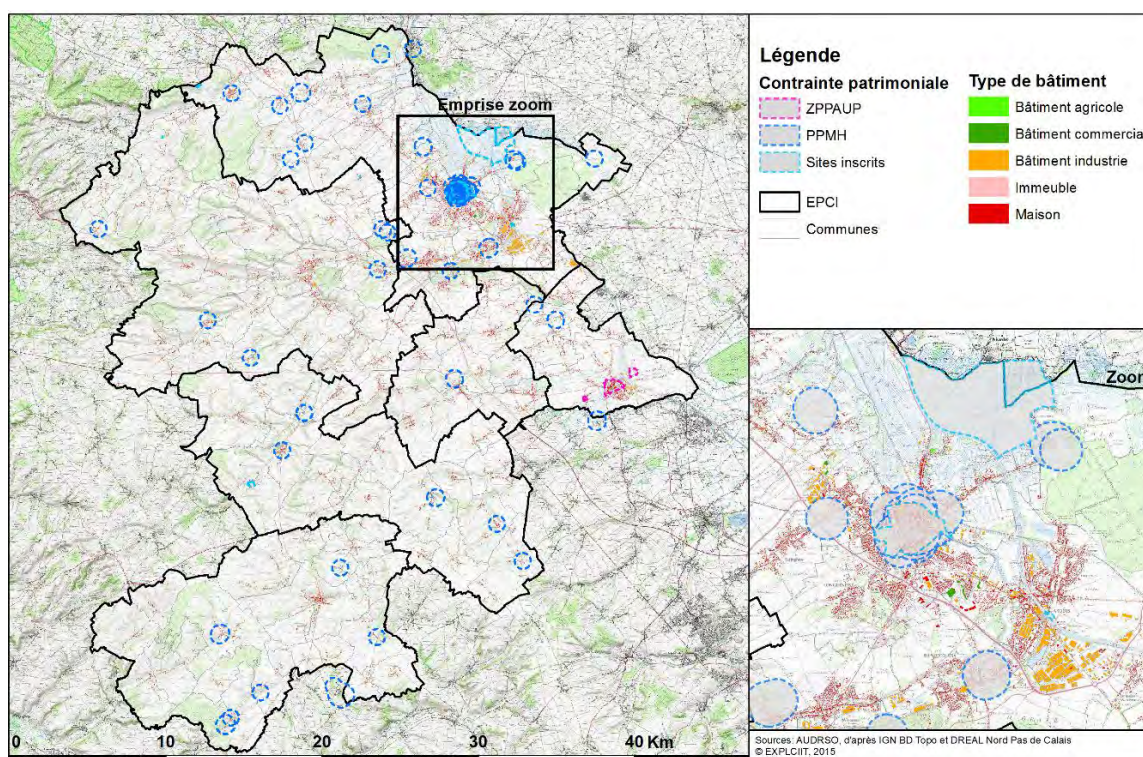 Emprise zoom
0 10 20 30 40 Km
Légende
Contrainte patrimoniale
ZPPAUP
PPMH
Sites inscrits
EPCI
Communes
Type de bâtiment
Bâtiment agricole
Bâtiment commercia
Bâtiment industrie
Immeuble
Maison
Zoom
Sources: AUDRSO, d'après IGN BD Topo et DREAL Nord Pas de Calais
© EXPLCIIT, 2015